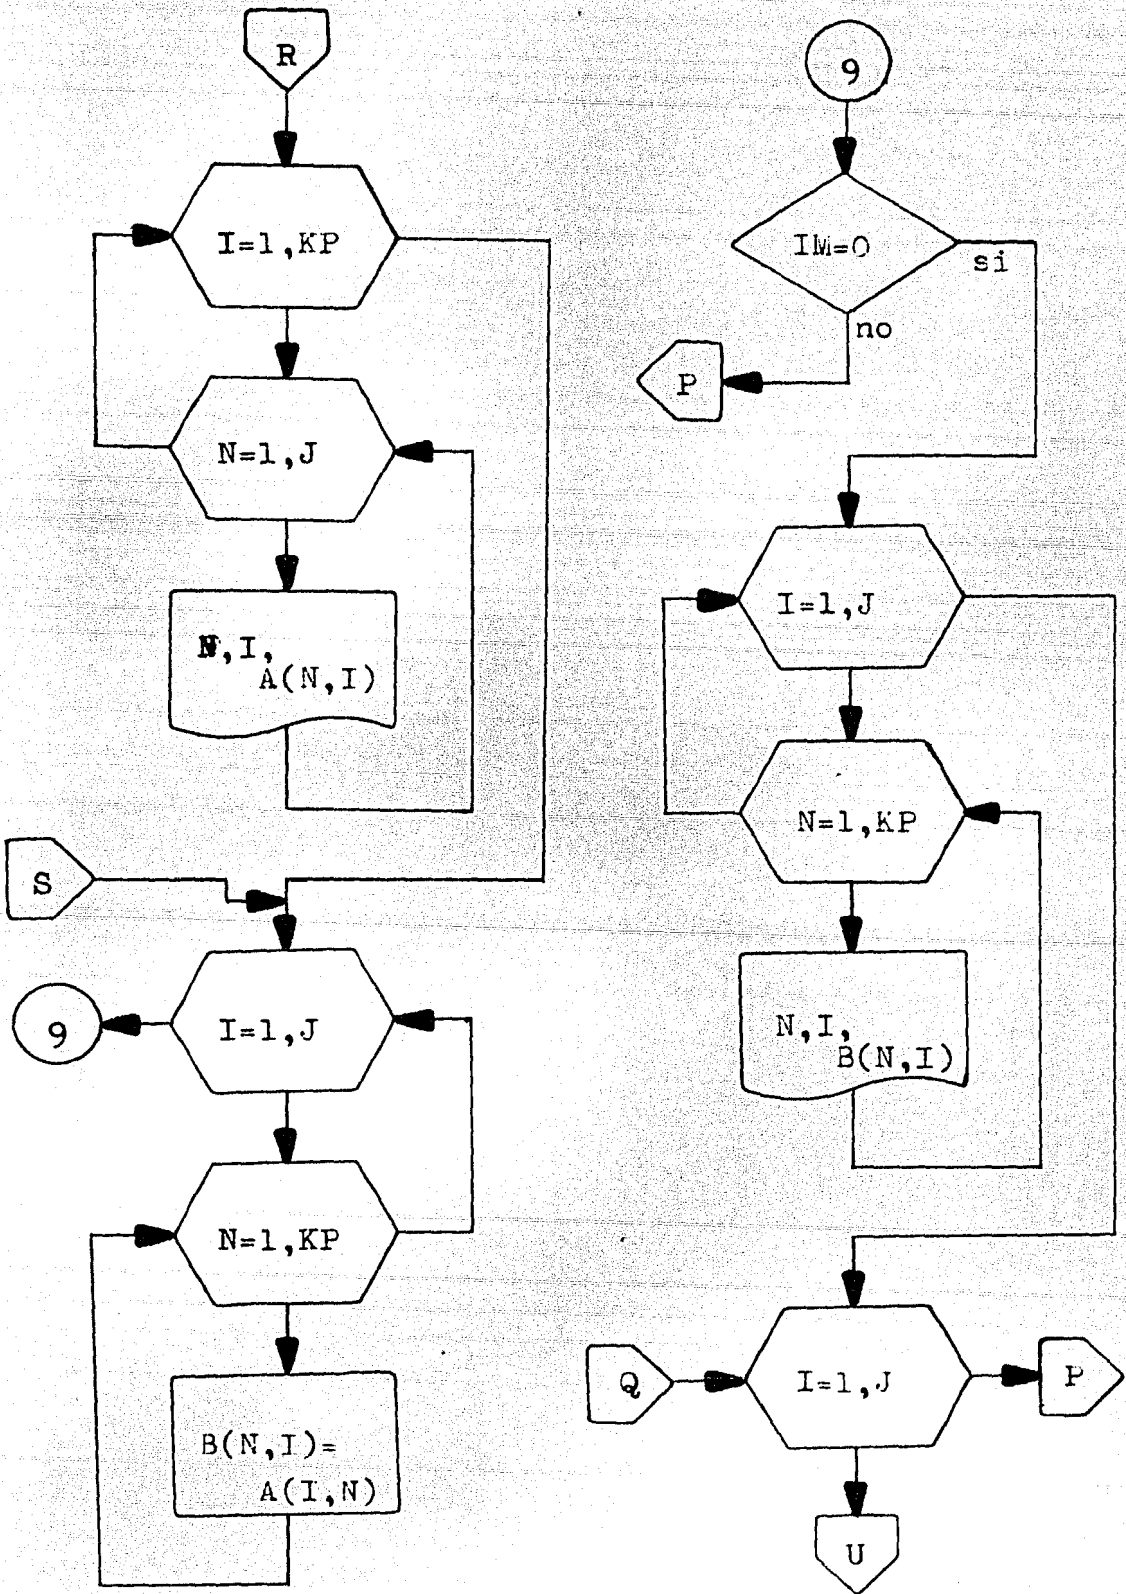 R
I=1,KP
N=1,J
N,I,
A(N,I)
S
I=1,J
9
N=1,KP
B(N,I)=
A(I,N)
9
IM=0
si
no
P
I=1,J
N=1,KP
N,I,
B(N,I)
Q
I=1,J
P
U